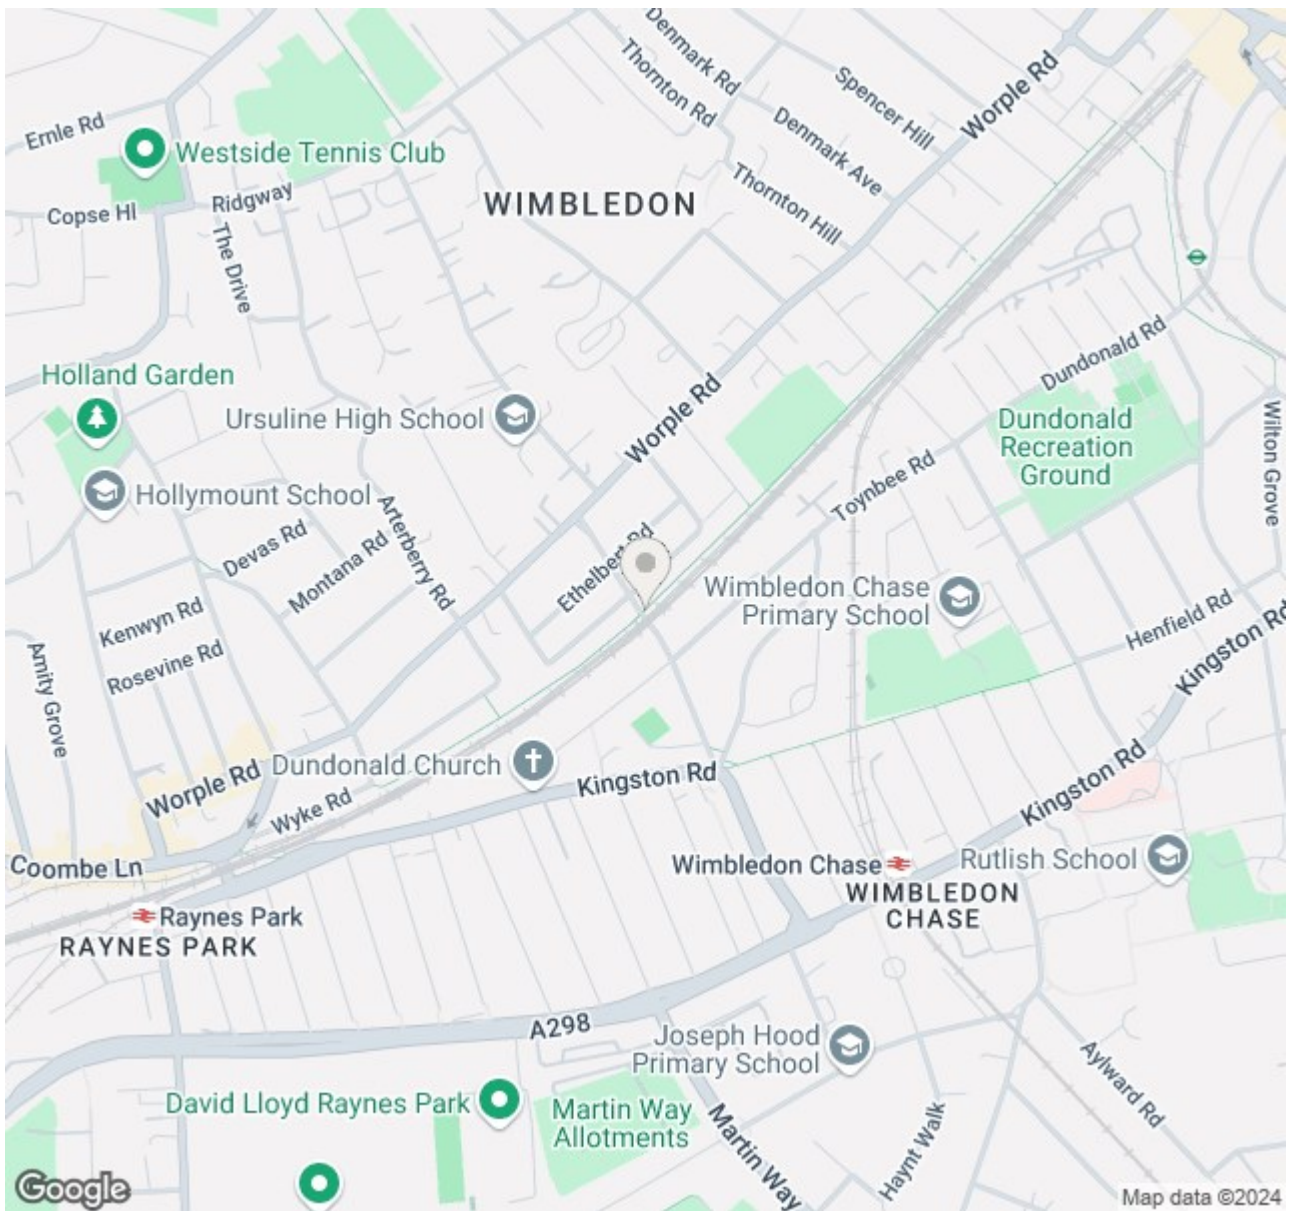 Denmark Rd
Thornton Rd
Spencer Hill
Worple Rd
Ernle Rd
Westside Tennis Club
Denmark Ave
Thornton Hill
Copse Hl
Ridgway
WIMBLEDON
The Drive
Dundonald Rd
Holland Garden
Ursuline High School
Worple Rd
Dundonald
Recreation
Ground
Wilton Grove
Hollymount School
Toynbee Rd
Arterberry Rd
Devas Rd
Montana Rd
Ethelbert Rd
Wimbledon Chase
Primary School
Kenwyn Rd
Henfield Rd
Kingston Rd
Rosevine Rd
Amity Grove
Dundonald Church
Kingston Rd
Kingston Rd
Worple Rd
Wyke Rd
Coombe Ln
Wimbledon Chase
Rutlish School
WIMBLEDON
CHASE
Raynes Park
RAYNES PARK
A298
Joseph Hood
Primary School
Aylward Rd
David Lloyd Raynes Park
Martin Way
Allotments
Martin Way
Haynt Walk
Google
Map data ©2024